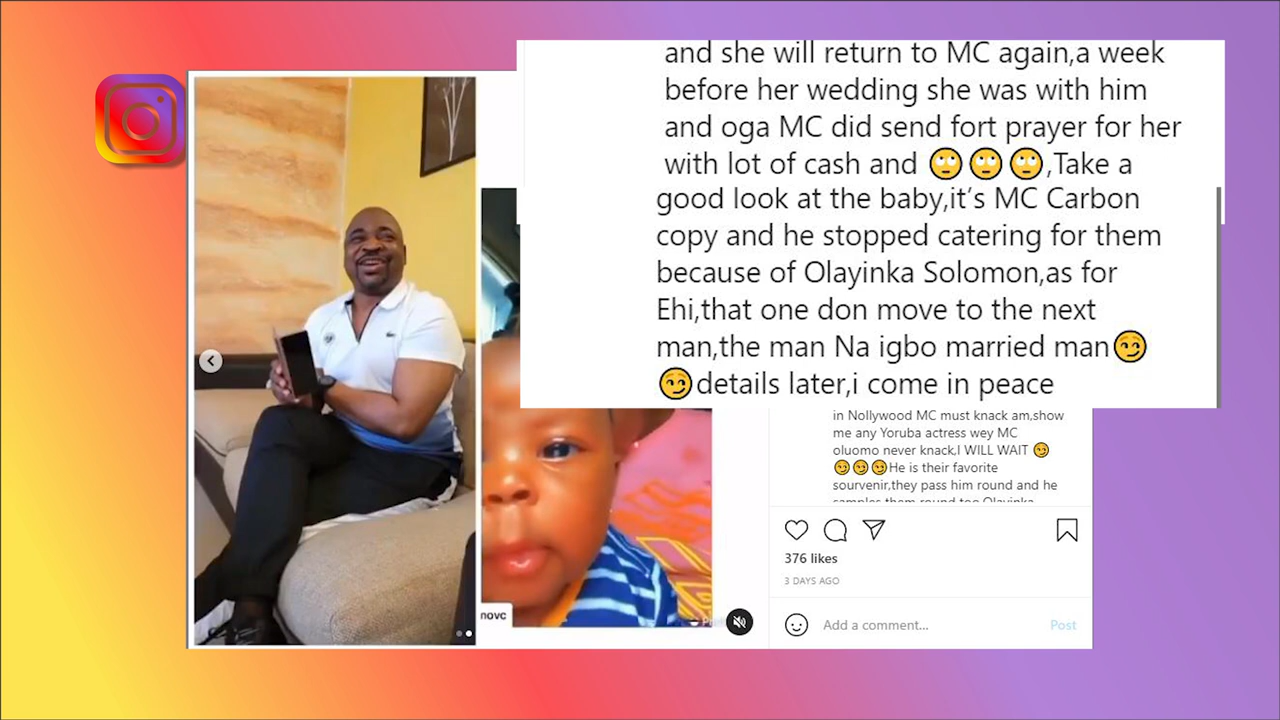 and she will return to MC again,a week
before her wedding she was with him
and oga MC did send fort prayer for her
with lot of cash and 🙄🙄🙄,Take a
good look at the baby,it's MC Carbon
copy and he stopped catering for them
because of Olayinka Solomon,as for
Ehi,that one don move to the next
man,the man Na igbo married man😏
😏details later,i come in peace
in Nollywood MC must knack am,show
me any Yoruba actress wey MC
oluomo never knack,I WILL WAIT 😏
😏😏😏He is their favorite
sourvenir,they pass him round and he
samples them round too Olayinka
376 likes
3 DAYS AGO
Add a comment...
Post